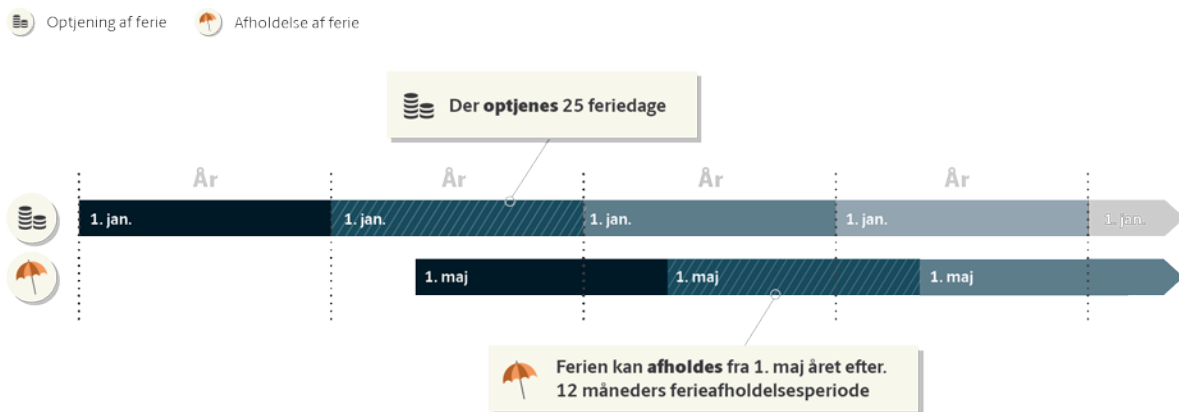 Optjening af ferie
Afholdelse af ferie
Der optjenes 25 feriedage
År
År
År
År
1. jan.
1. jan.
1. jan.
1. jan.
1. jan.
1. maj
1. maj
1. maj
Ferien kan afholdes fra 1. maj året efter.
12 måneders ferieafholdelsesperiode